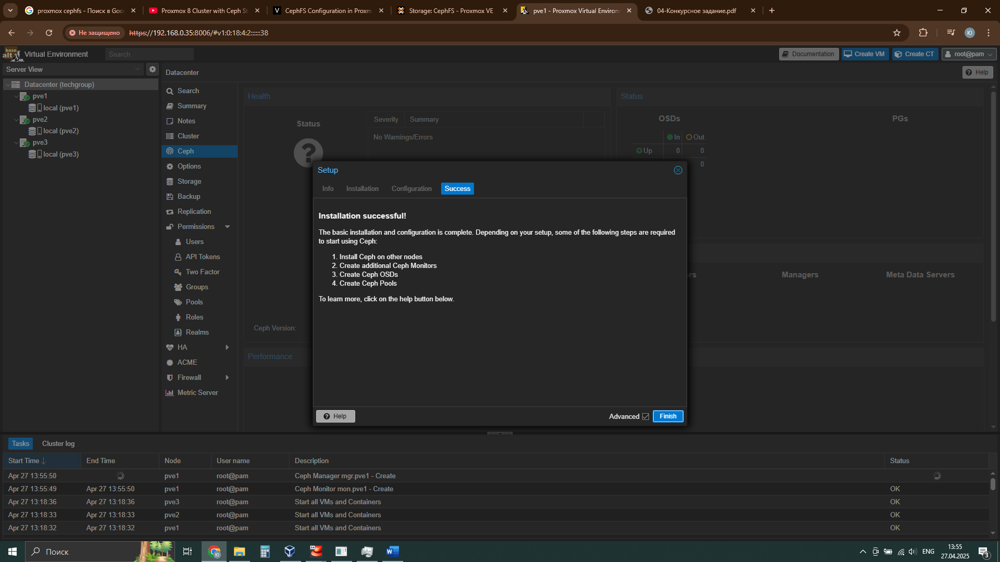 proxmox cephfs - Поиск в Goo
Proxmox 8 Cluster with Ceph St
CephFS Configuration in Proxm
Storage: CephFS - Proxmox VE
pve1 - Proxmox Virtual Environ
04-Конкурсное задание.pdf
Не защищено
https://192.168.0.35:8006/#v1:0:18:4:2::::::38
Ю
base alt
Virtual Environment
Search
Documentation
Create VM
Create CT
root@pam
Server View
Datacenter
Help
Datacenter (techgroup)
pve1
local (pve1)
pve2
local (pve2)
pve3
local (pve3)
Search
Summary
Notes
Cluster
Ceph
Options
Storage
Backup
Replication
Permissions
Users
API Tokens
Two Factor
Groups
Pools
Roles
Realms
HA
ACME
Firewall
Metric Server
Health
Status
Status
Severity
Summary
No Warnings/Errors
OSDs
PGs
In
Out
Up
0
0
0
rs
Managers
Meta Data Servers
Ceph Version:
Performance
Setup
Info
Installation
Configuration
Success
Installation successful!
The basic installation and configuration is complete. Depending on your setup, some of the following steps are required
to start using Ceph:
1. Install Ceph on other nodes
2. Create additional Ceph Monitors
3. Create Ceph OSDs
4. Create Ceph Pools
To learn more, click on the help button below.
Help
Advanced
Finish
Tasks
Cluster log
Start Time
End Time
Node
User name
Description
Status
Apr 27 13:55:50 pve1 root@pam Ceph Manager mgr.pve1 - Create
Apr 27 13:55:49 Apr 27 13:55:50 pve1 root@pam Ceph Monitor mon.pve1 - Create OK
Apr 27 13:18:36 Apr 27 13:18:36 pve3 root@pam Start all VMs and Containers OK
Apr 27 13:18:33 Apr 27 13:18:33 pve2 root@pam Start all VMs and Containers OK
Apr 27 13:18:32 Apr 27 13:18:32 pve1 root@pam Start all VMs and Containers OK
Поиск
ENG
13:55
27.04.2025
3